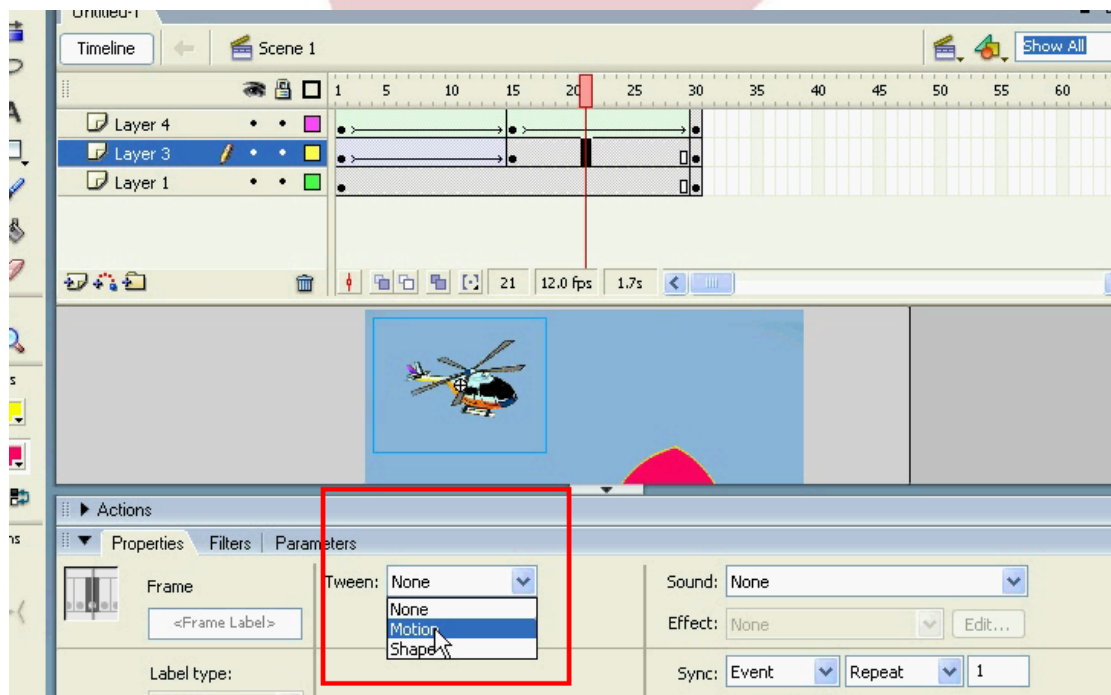 Untitled-1
Timeline Scene 1 Show All
1 5 10 15 20 25 30 35 40 45 50 55 60
Layer 4
Layer 3
Layer 1
21 12.0 fps 1.7s
Actions
Properties Filters Parameters
Frame Tween: None Sound: None
None
<Frame Label> Motion Effect: None Edit...
Shape
Label type: Sync: Event Repeat 1